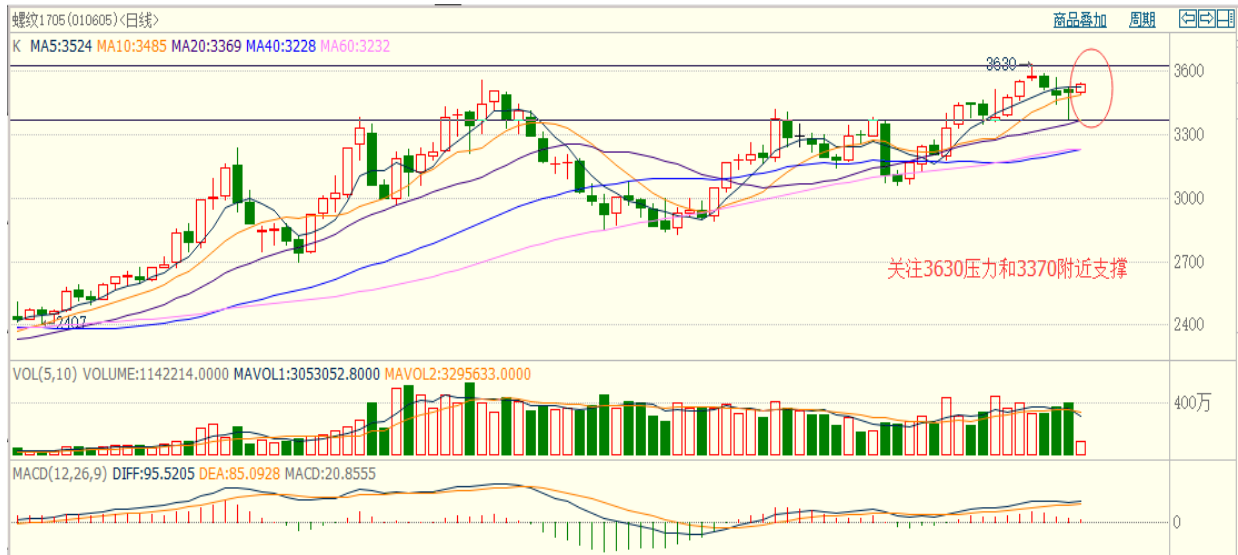 螺纹1705(010605)<日线> 商品叠加 周期
K MA5:3524 MA10:3485 MA20:3369 MA40:3228 MA60:3232
3630
3600
3300
3000
2700
关注3630压力和3370附近支撑
2407
2400
VOL(5,10) VOLUME:1142214.0000 MAVOL1:3053052.8000 MAVOL2:3295633.0000
400万
MACD(12,26,9) DIFF:95.5205 DEA:85.0928 MACD:20.8555
0